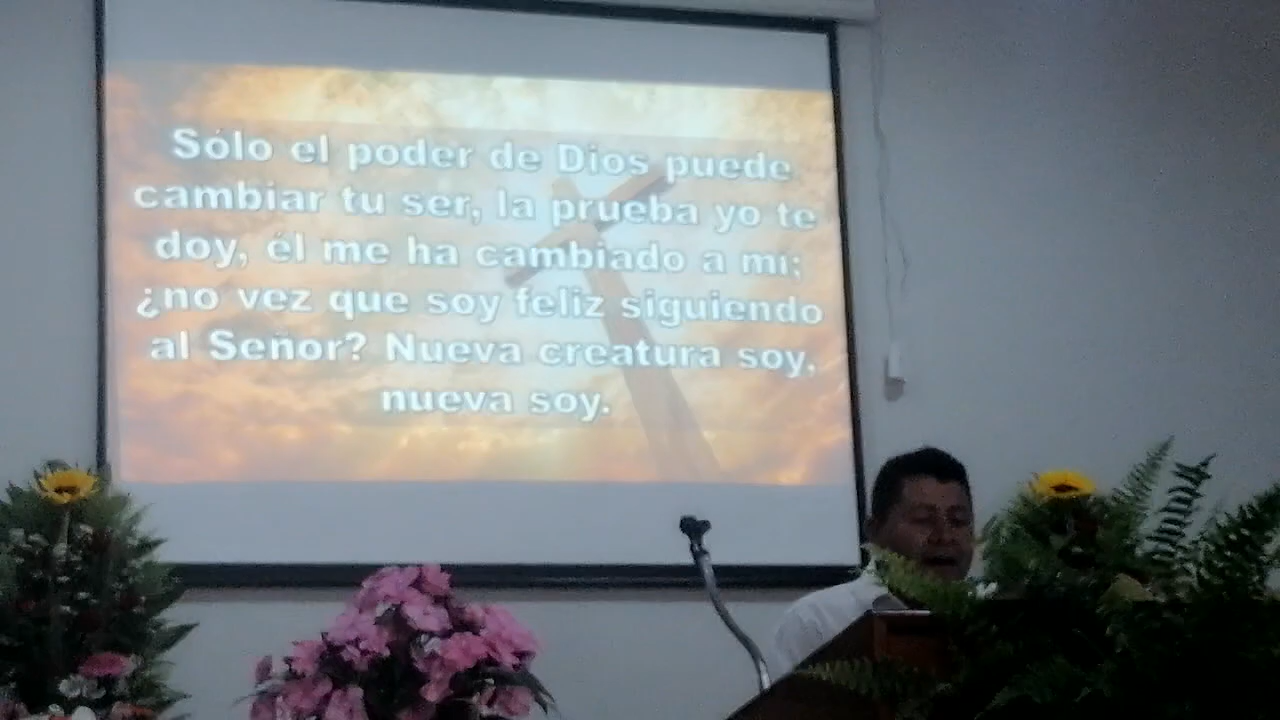 Sólo el poder de Dios puede
cambiar tu ser, la prueba yo te
doy, él me ha cambiado a mi;
¿no vez que soy feliz siguiendo
al Señor? Nueva creatura soy,
nueva soy.